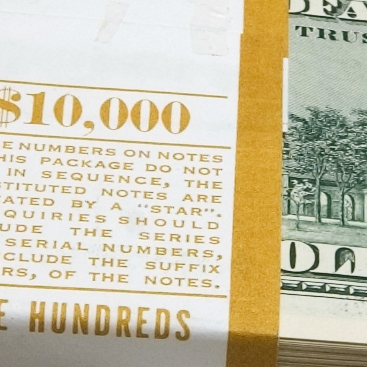 $10,000
E NUMBERS ON NOTES
HIS PACKAGE DO NOT
IN SEQUENCE, THE
STITUTED NOTES ARE
ATED BY A "STAR".
QUIRIES SHOULD
UDE THE SERIES
SERIAL NUMBERS,
CLUDE THE SUFFIX
RS, OF THE NOTES.
E HUNDREDS
TRUS